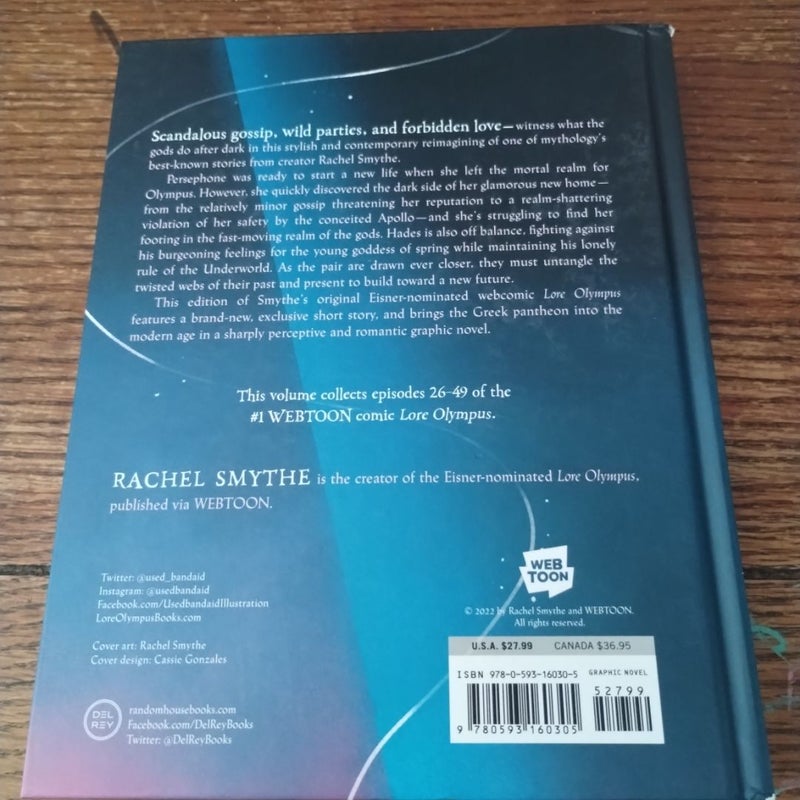 Scandalous gossip, wild parties, and forbidden love—witness what the
gods do after dark in this stylish and contemporary reimagining of one of mythology's
best-known stories from creator Rachel Smythe.
Persephone was ready to start a new life when she left the mortal realm for
Olympus. However, she quickly discovered the dark side of her glamorous new home—
from the relatively minor gossip threatening her reputation to a realm-shattering
violation of her safety by the conceited Apollo—and she's struggling to find her
footing in the fast-moving realm of the gods. Hades is also off balance, fighting against
his burgeoning feelings for the young goddess of spring while maintaining his lonely
rule of the Underworld. As the pair are drawn ever closer, they must untangle the
twisted webs of their past and present to build toward a new future.
This edition of Smythe's original Eisner-nominated webcomic Lore Olympus
features a brand-new, exclusive short story, and brings the Greek pantheon into the
modern age in a sharply perceptive and romantic graphic novel.
This volume collects episodes 26–49 of the
#1 WEBTOON comic Lore Olympus.
RACHEL SMYTHE is the creator of the Eisner-nominated Lore Olympus,
published via WEBTOON.
Twitter: @used_bandaid
Instagram: @usedbandaid
Facebook.com/UsedbandaidIllustration
LoreOlympusBooks.com
Cover art: Rachel Smythe
Cover design: Cassie Gonzales
DEL
REY
randomhousebooks.com
Facebook.com/DelReyBooks
Twitter: @DelReyBooks
WEB
TOON
© 2022 by Rachel Smythe and WEBTOON.
All rights reserved.
U.S.A. $27.99 CANADA $36.95
ISBN 978-0-593-16030-5 GRAPHIC NOVEL
52799
9 780593 160305